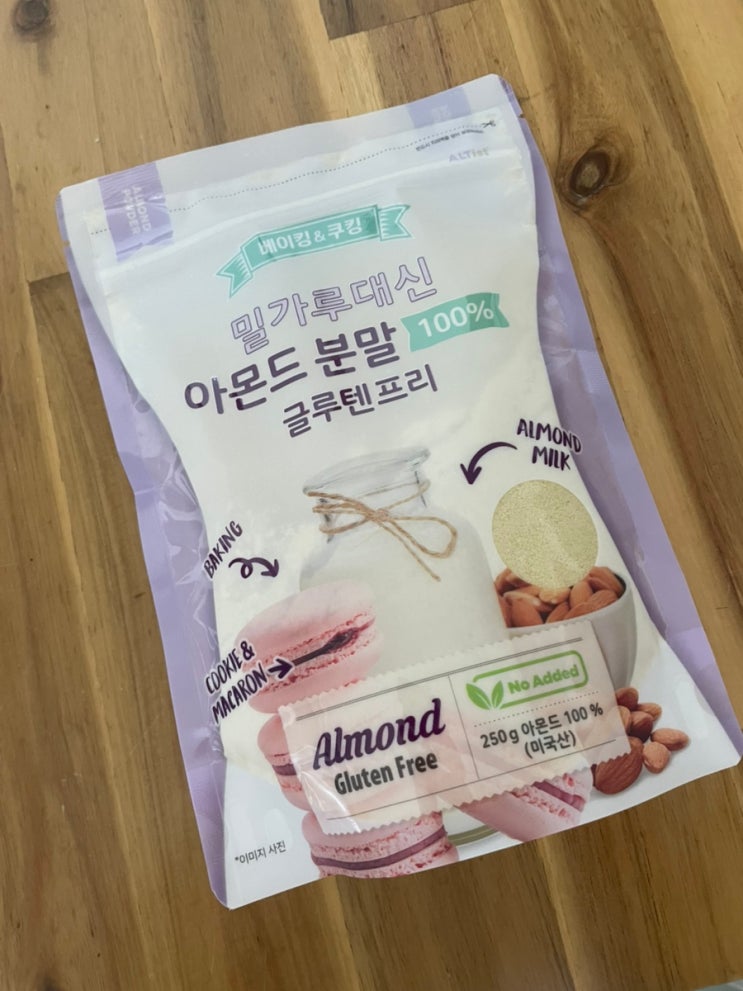 ALTist
ALMOND
POWDER
베이킹&쿠킹
밀가루대신
아몬드 분말 100%
글루텐 프리
ALMOND
MILK
BAKING
COOKIE &
MACARON
Almond
Gluten Free
No Added
250 g 아몬드 100 %
(미국산)
*이미지 사진